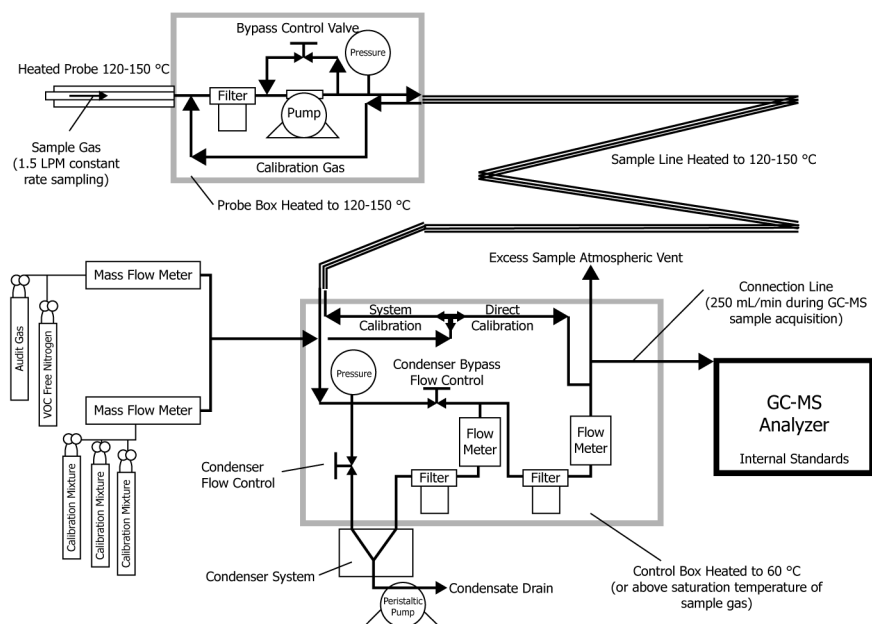 Bypass Control Valve
Pressure
Heated Probe 120-150 °C
Filter
Pump
Sample Gas
(1.5 LPM constant
rate sampling)
Calibration Gas
Sample Line Heated to 120-150 °C
Probe Box Heated to 120-150 °C
Excess Sample Atmospheric Vent
Mass Flow Meter
Connection Line
(250 mL/min during GC-MS
sample acquisition)
System
Calibration
Direct
Calibration
Audit Gas
VOC Free Nitrogen
Condenser Bypass
Flow Control
Pressure
Mass Flow Meter
GC-MS
Analyzer
Internal Standards
Flow
Meter
Flow
Meter
Condenser
Flow Control
Filter
Filter
Calibration Mixture
Calibration Mixture
Calibration Mixture
Condenser System
Condensate Drain
Peristaltic
Pump
Control Box Heated to 60 °C
(or above saturation temperature of
sample gas)